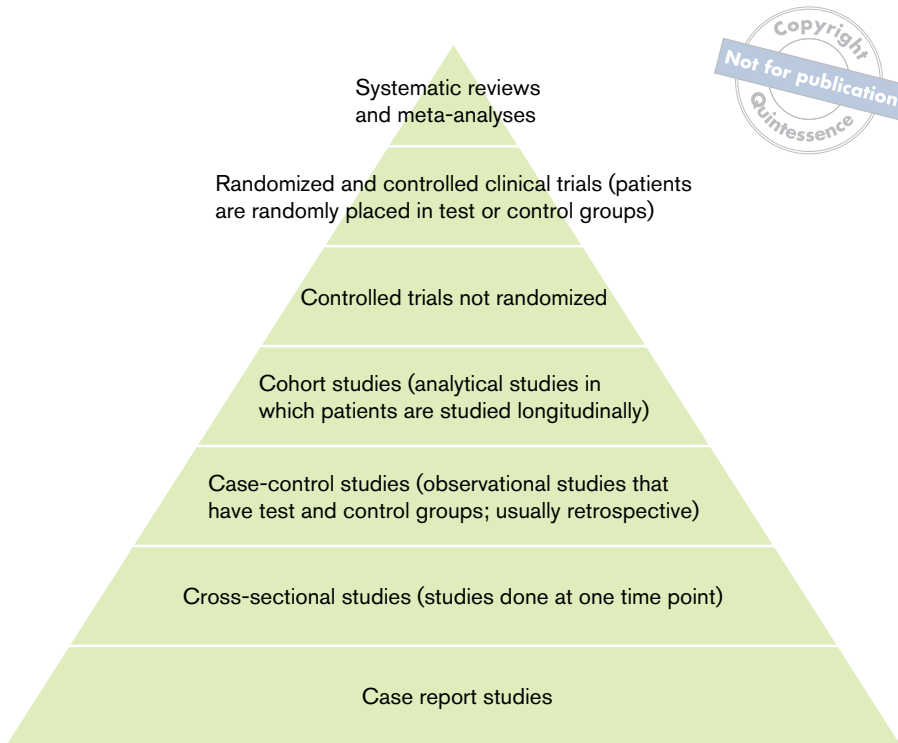 Copyright
Not for publication
Quintessence
Systematic reviews
and meta-analyses
Randomized and controlled clinical trials (patients
are randomly placed in test or control groups)
Controlled trials not randomized
Cohort studies (analytical studies in
which patients are studied longitudinally)
Case-control studies (observational studies that
have test and control groups; usually retrospective)
Cross-sectional studies (studies done at one time point)
Case report studies